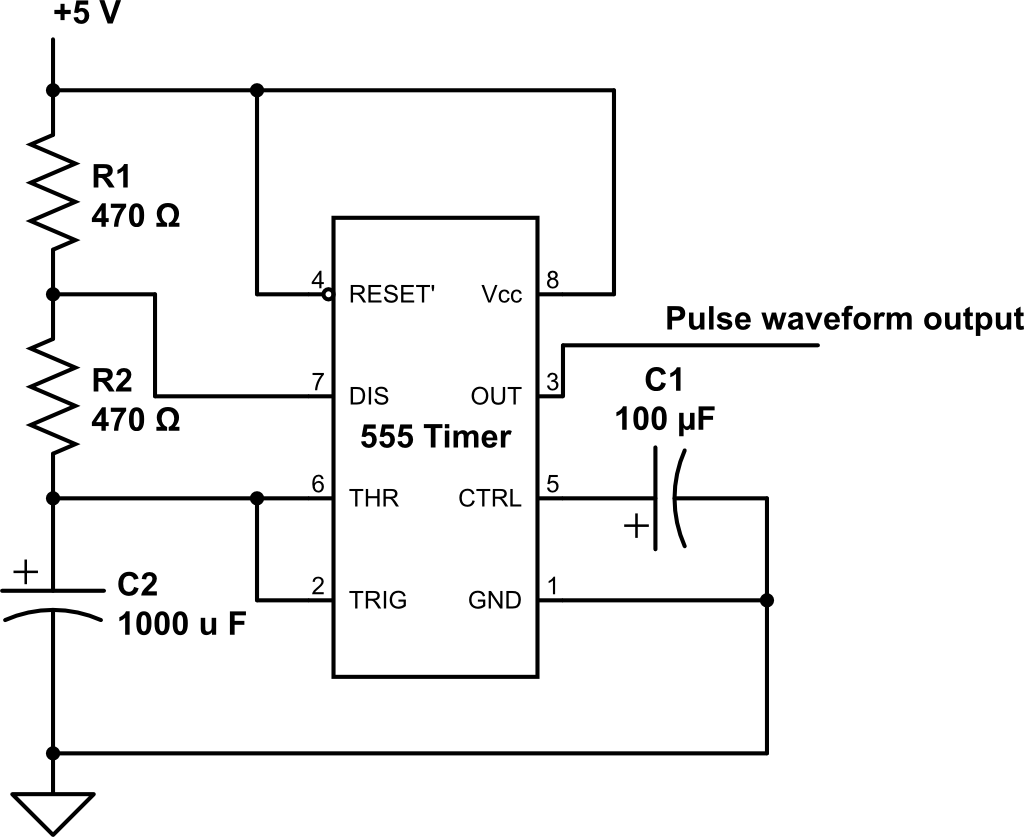 +5 V
R1
470 Ω
4
RESET'
Vcc
8
Pulse waveform output
R2
470 Ω
7
DIS
OUT
3
C1
100 µF
555 Timer
6
THR
CTRL
5
+
+
C2
1000 u F
2
TRIG
GND
1